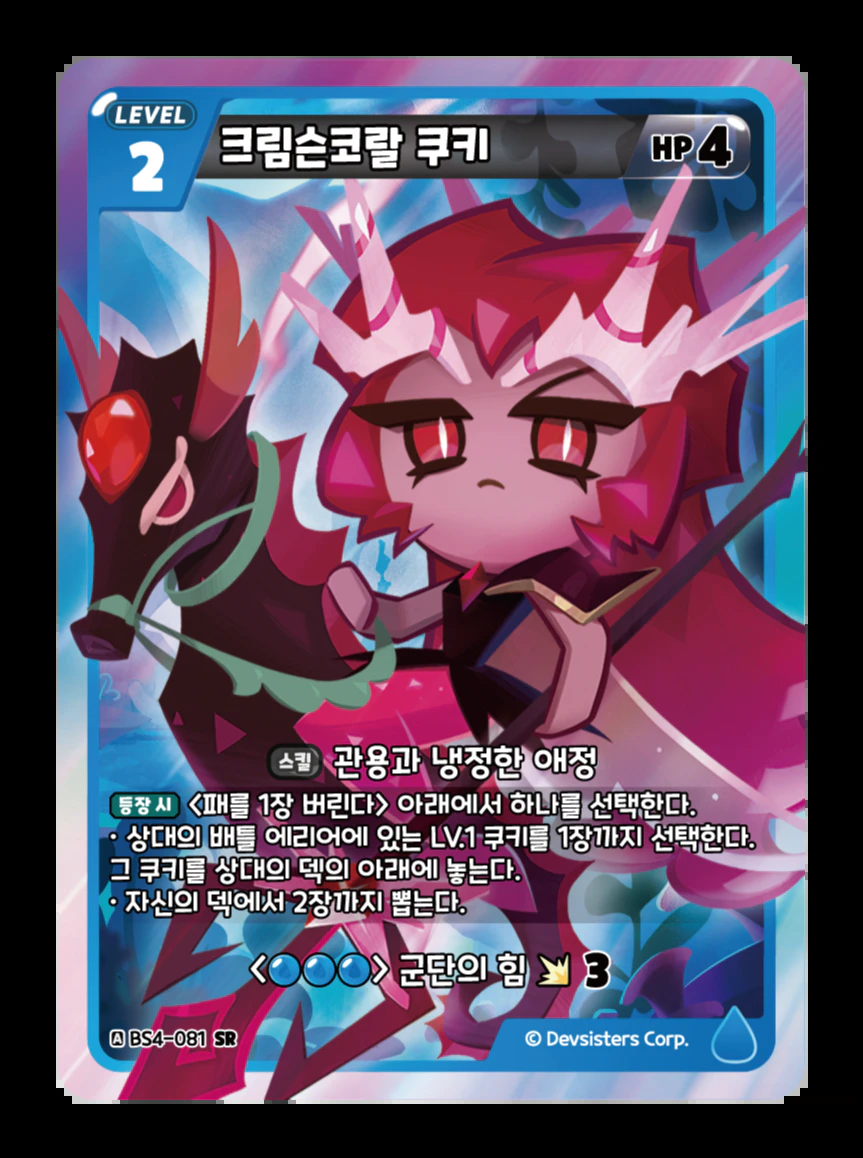 LEVEL
2
크림슨코랄 쿠키
HP 4
스킬 관용과 냉정한 애정
등장 시 <패를 1장 버린다> 아래에서 하나를 선택한다.
· 상대의 배틀 에리어에 있는 LV.1 쿠키를 1장까지 선택한다.
그 쿠키를 상대의 덱의 아래에 놓는다.
· 자신의 덱에서 2장까지 뽑는다.
군단의 힘 3
A BS4-081 SR
© Devsisters Corp.